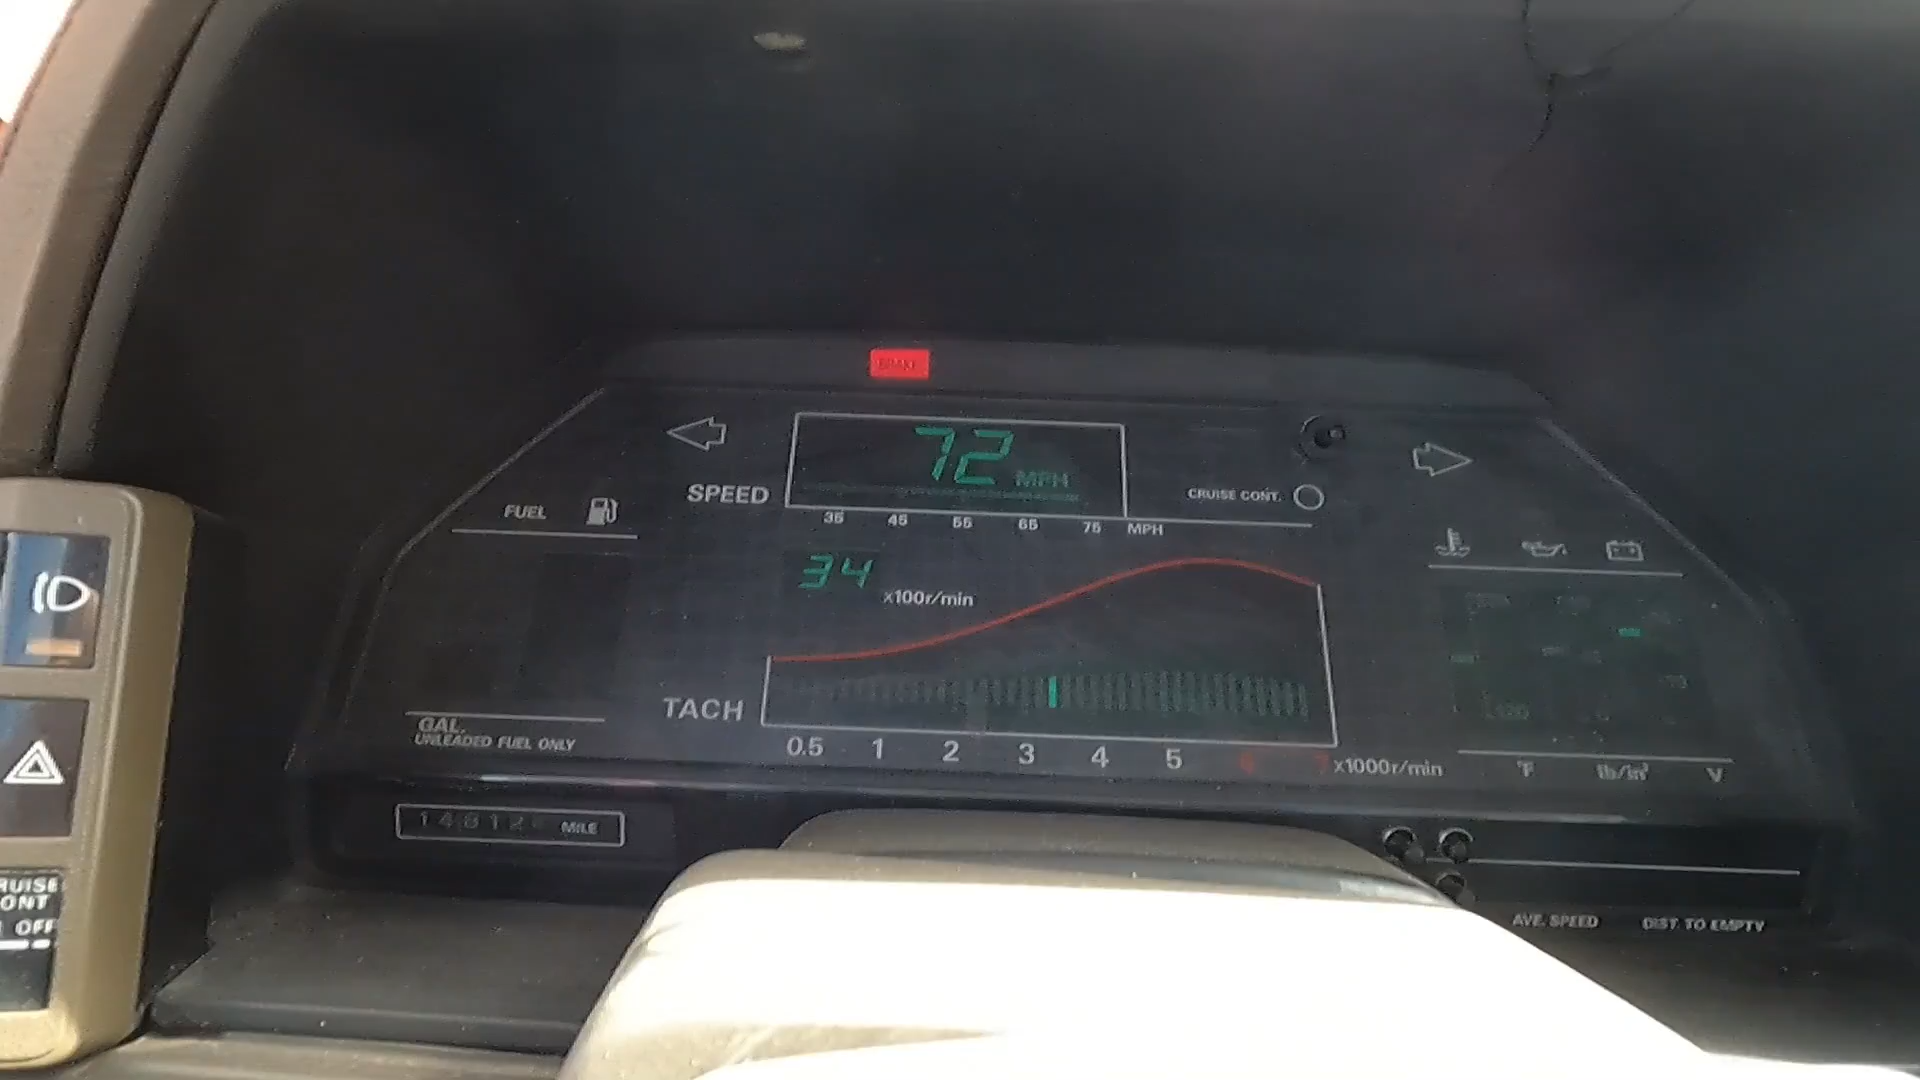 BRAKE
72 MPH
SPEED
35 45 55 65 75 MPH
CRUISE CONT.
FUEL
34 x100r/min
TACH
0.5 1 2 3 4 5 6 7 x1000r/min
GAL.
UNLEADED FUEL ONLY
°F lb/in² V
MILE
RUISE
ONT
OFF
AVE. SPEED DIST. TO EMPTY